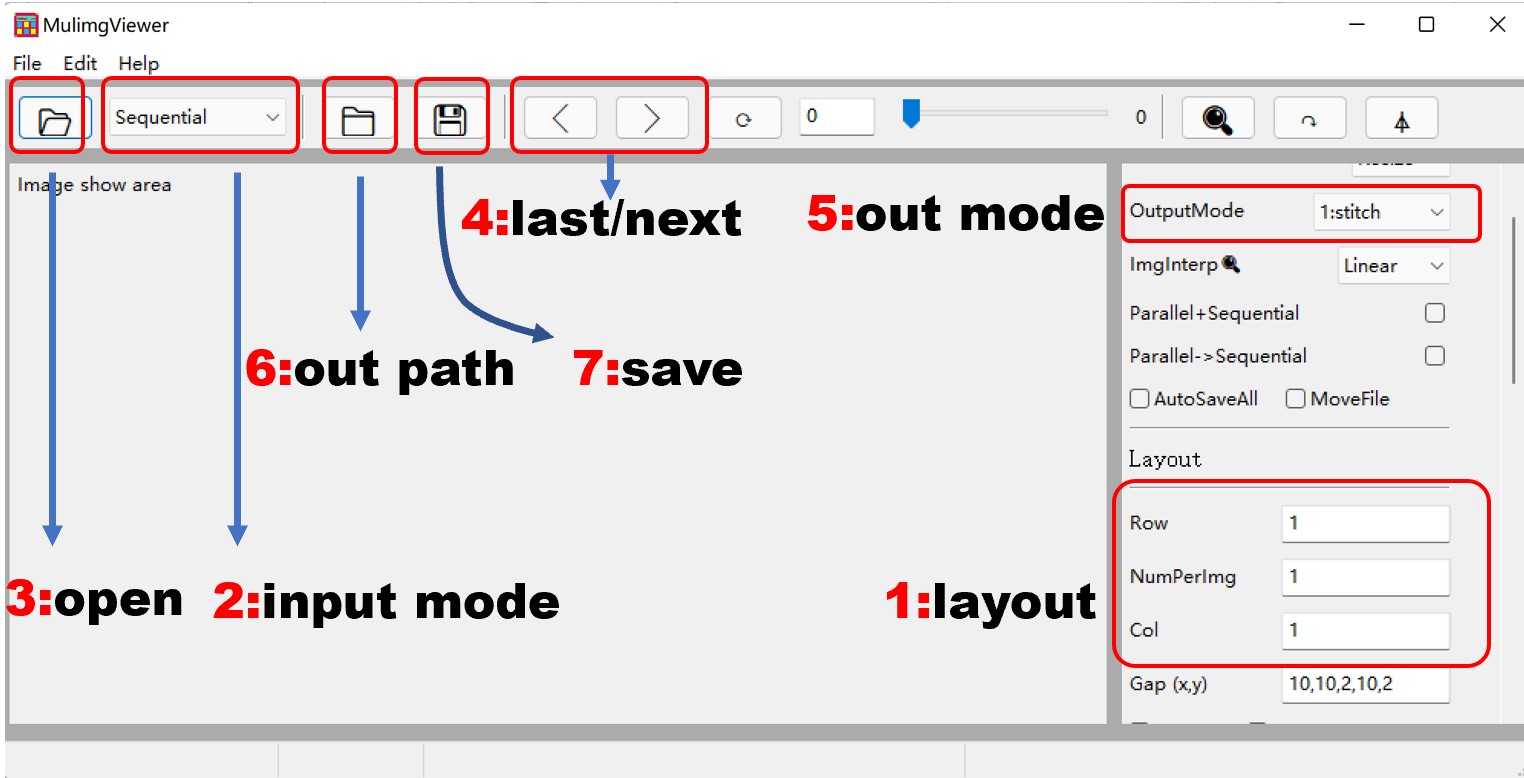 MulimgViewer
File Edit Help
Sequential
0
0
Image show area
4:last/next
5:out mode
OutputMode
1:stitch
ImgInterp
Linear
Parallel+Sequential
6:out path
7:save
Parallel->Sequential
AutoSaveAll
MoveFile
Layout
Row
1
NumPerImg
1
3:open
2:input mode
1:layout
Col
1
Gap (x,y)
10,10,2,10,2